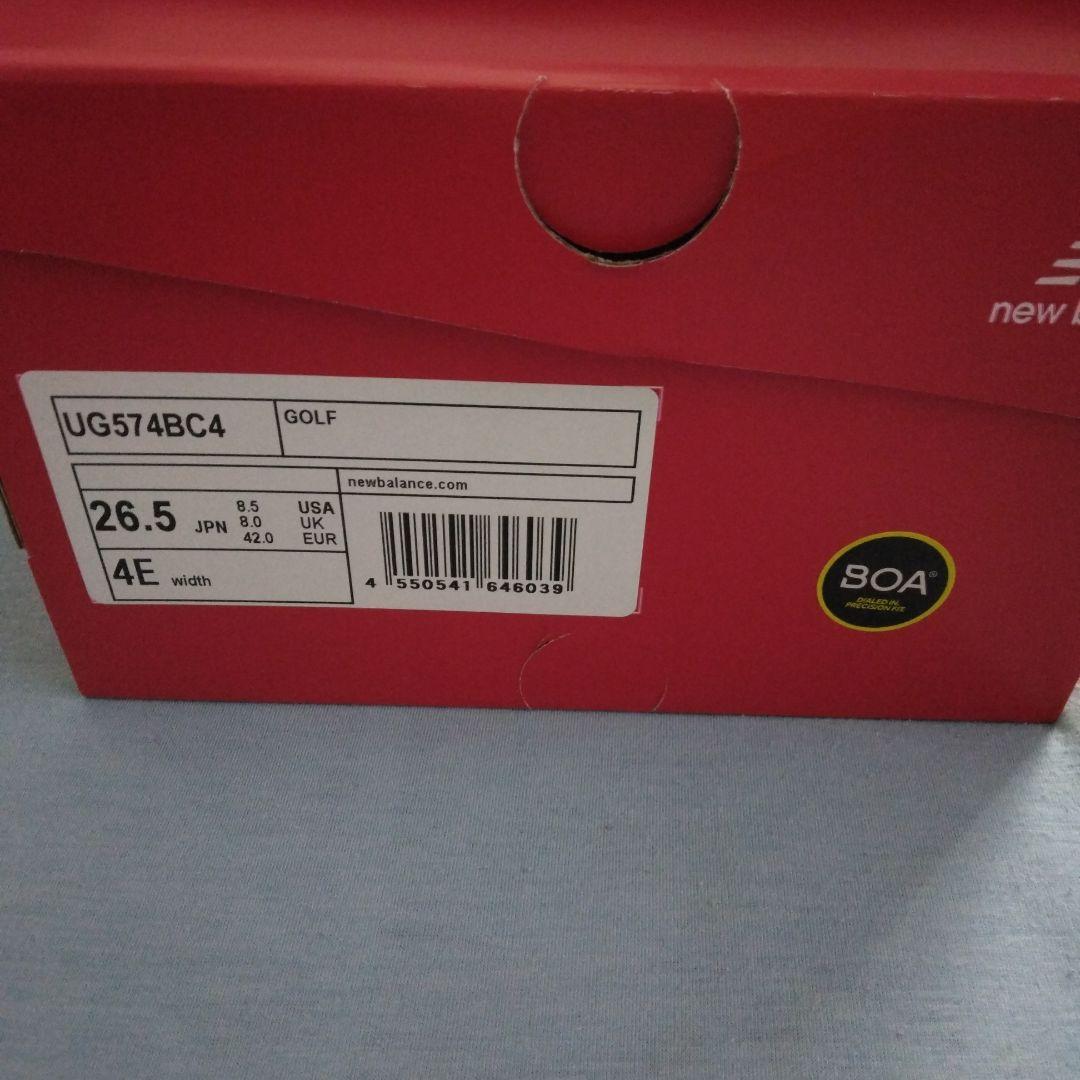 new b
UG574BC4
GOLF
newbalance.com
26.5 JPN
8.5 USA
8.0 UK
42.0 EUR
4E width
4 550541 646039
BOA®
DIALED IN.
PRECISION FIT.